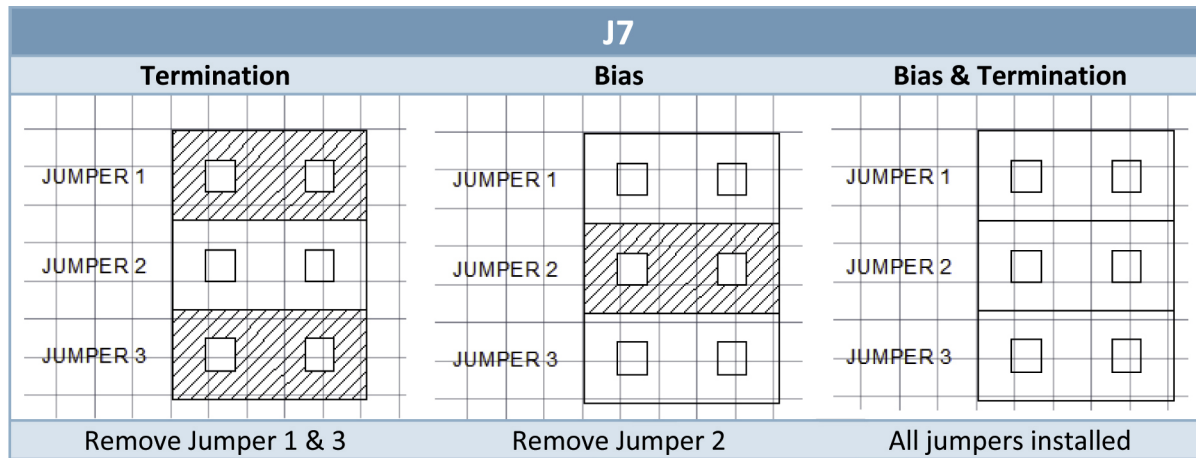 J7
Termination
Bias
Bias & Termination
JUMPER 1
JUMPER 2
JUMPER 3
JUMPER 1
JUMPER 2
JUMPER 3
JUMPER 1
JUMPER 2
JUMPER 3
Remove Jumper 1 & 3
Remove Jumper 2
All jumpers installed